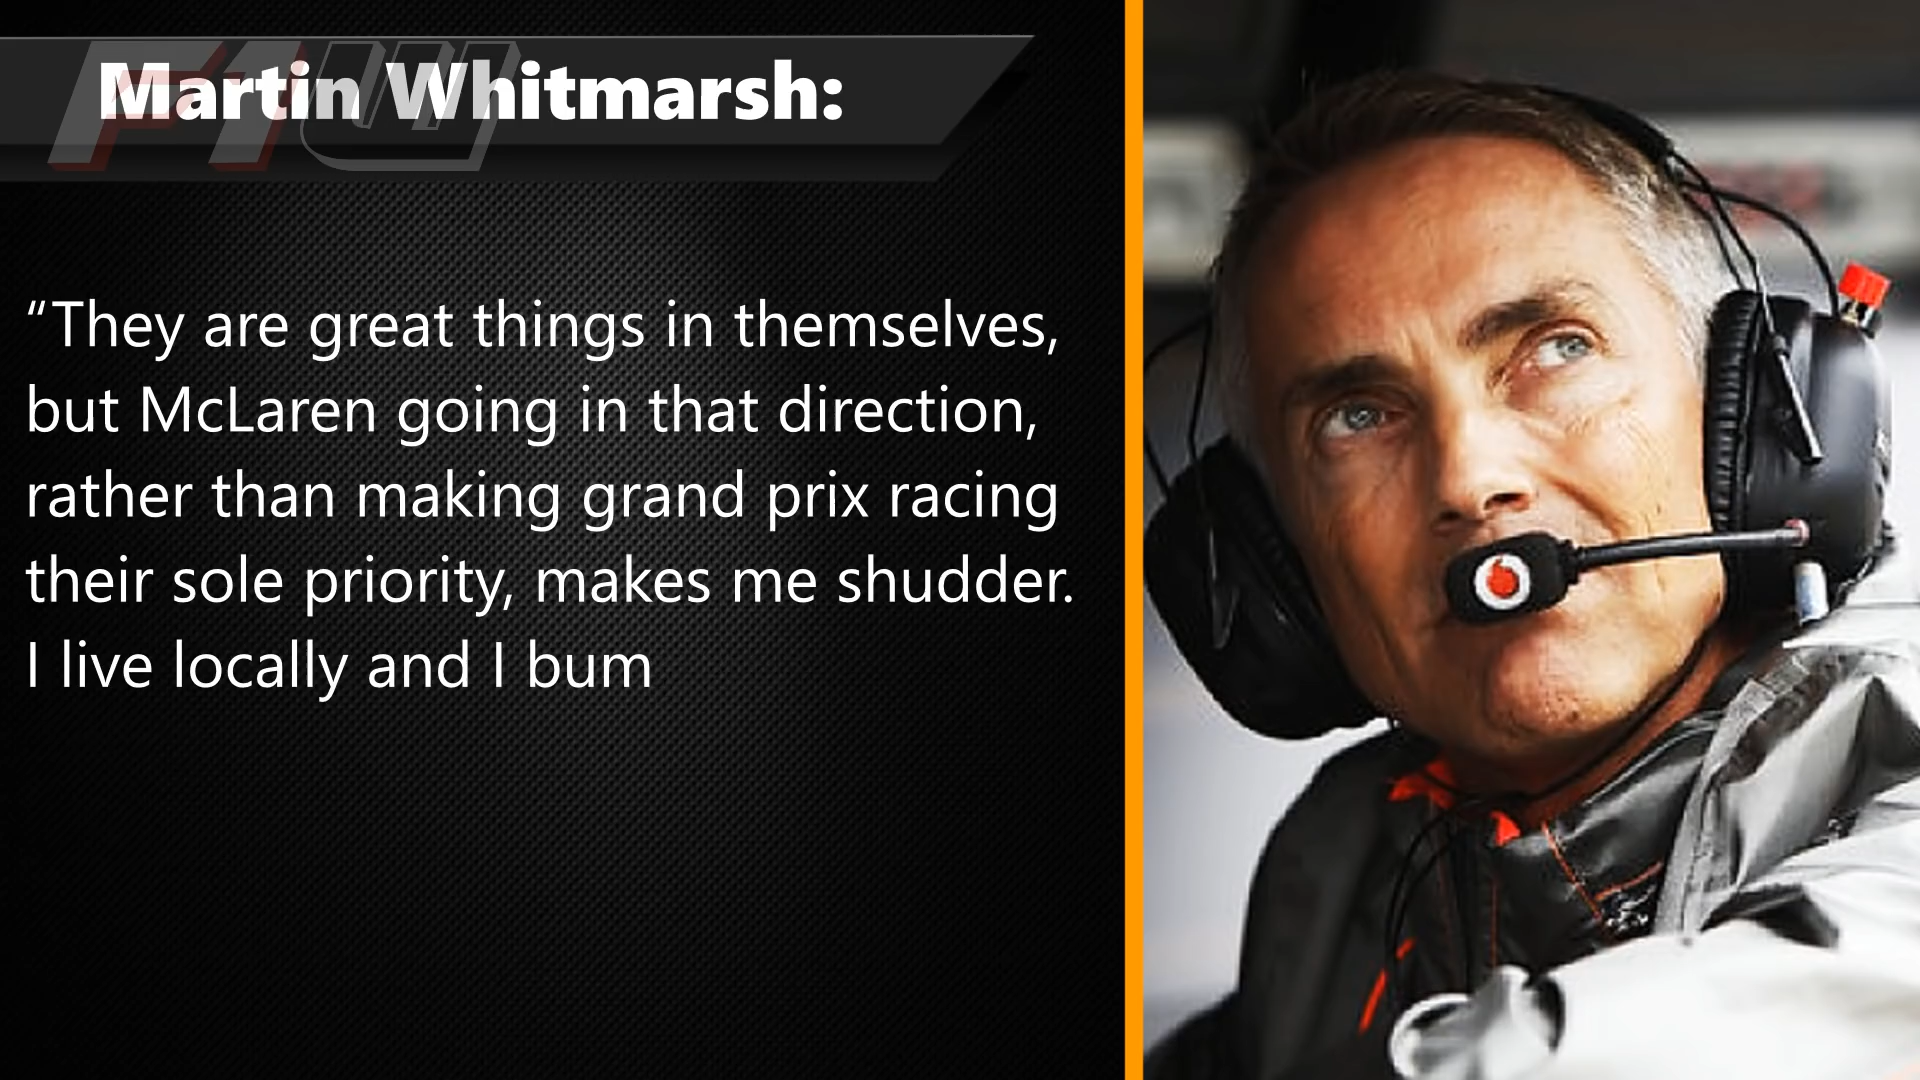 F1W
Martin Whitmarsh:
“They are great things in themselves,
but McLaren going in that direction,
rather than making grand prix racing
their sole priority, makes me shudder.
I live locally and I bum